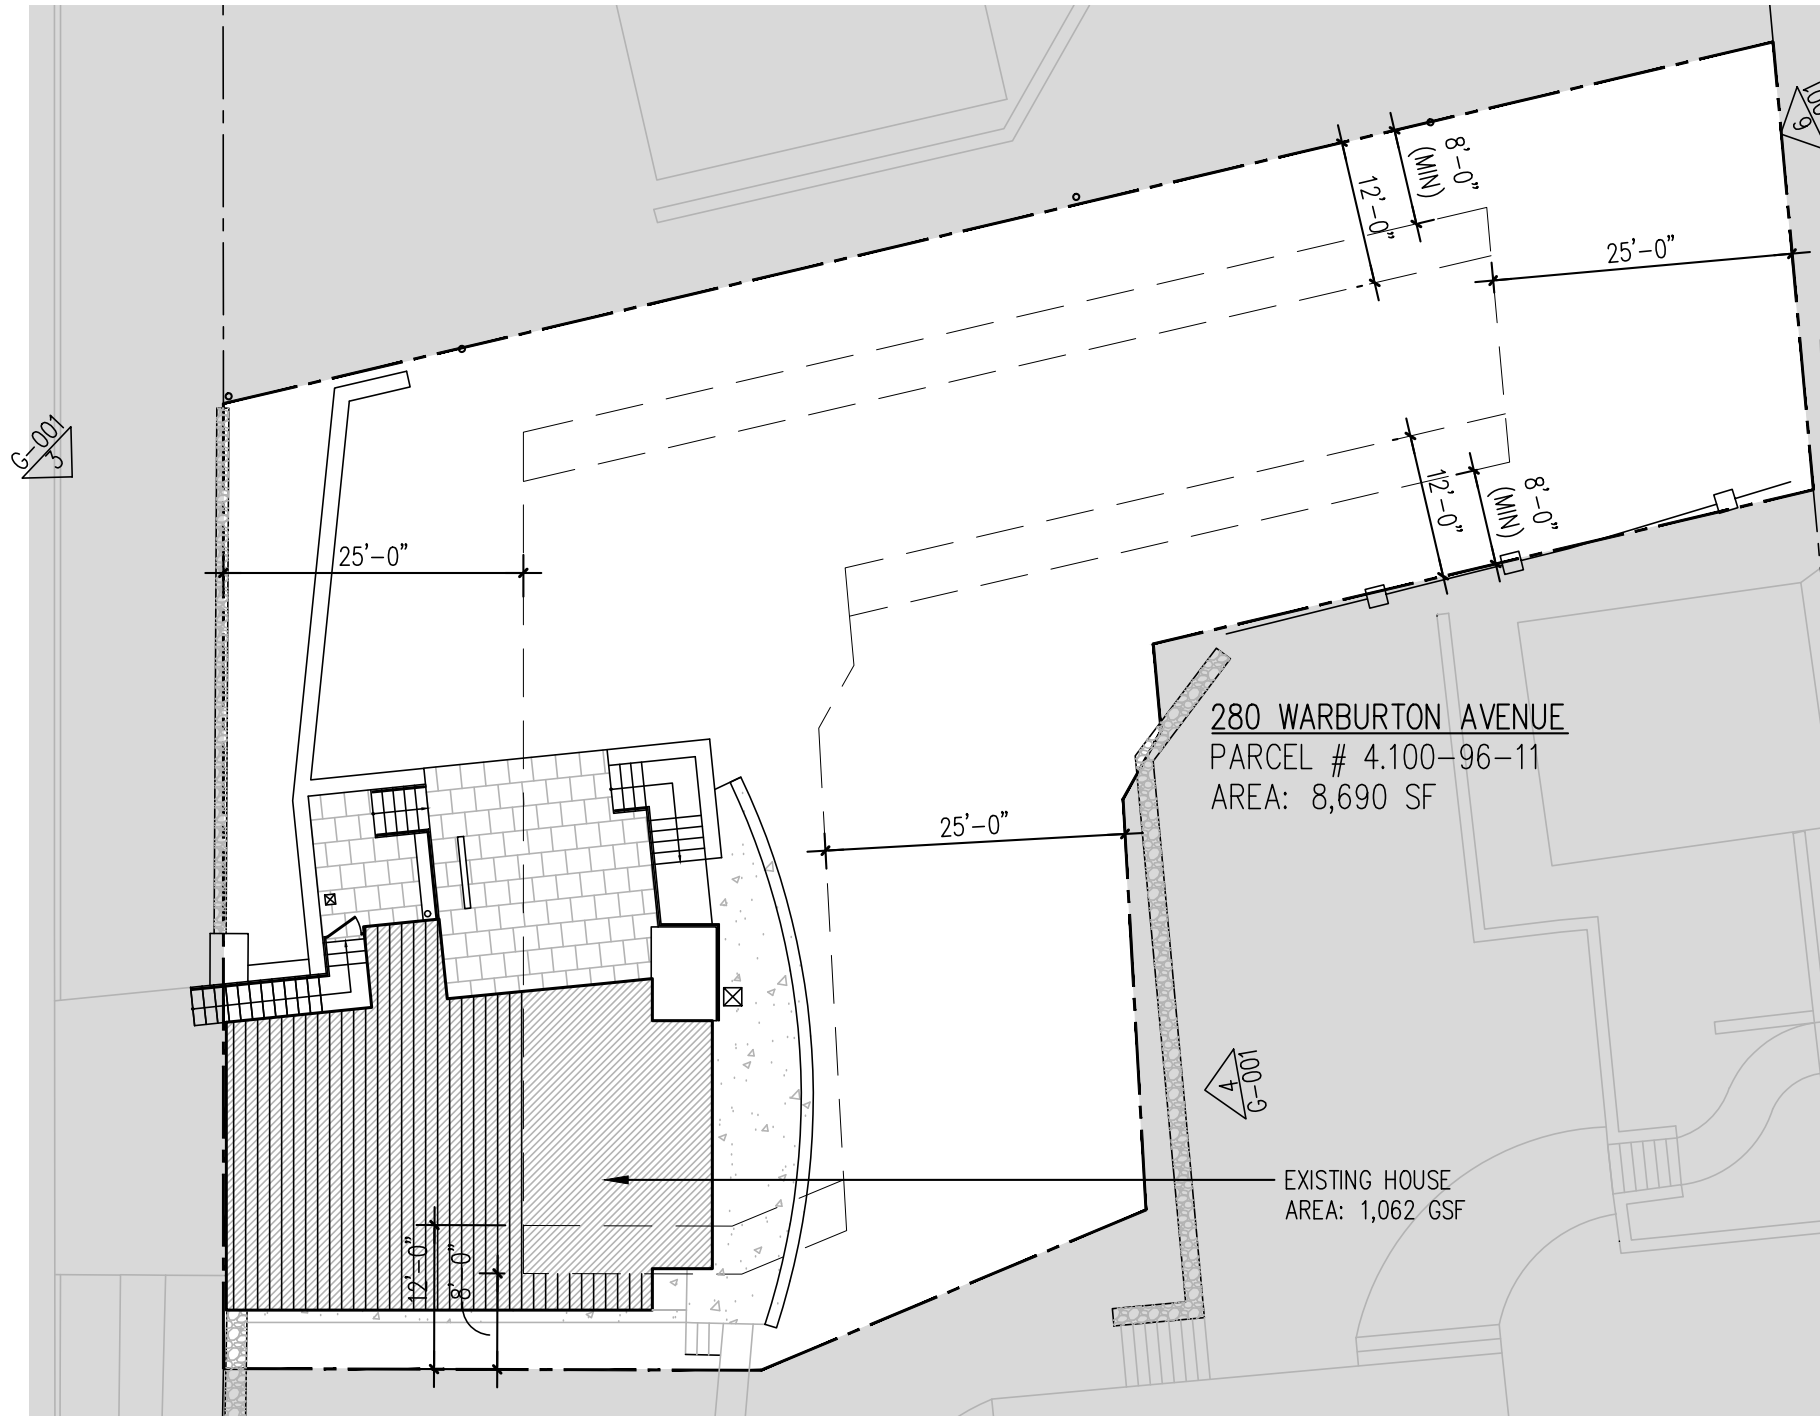 8'-0"
(MIN)
12'-0"
25'-0"
9
G-001
3
12'-0"
8'-0"
(MIN)
25'-0"
280 WARBURTON AVENUE
PARCEL # 4.100-96-11
AREA: 8,690 SF
25'-0"
4
G-001
EXISTING HOUSE
AREA: 1,062 GSF
12'-0"
8'-0"